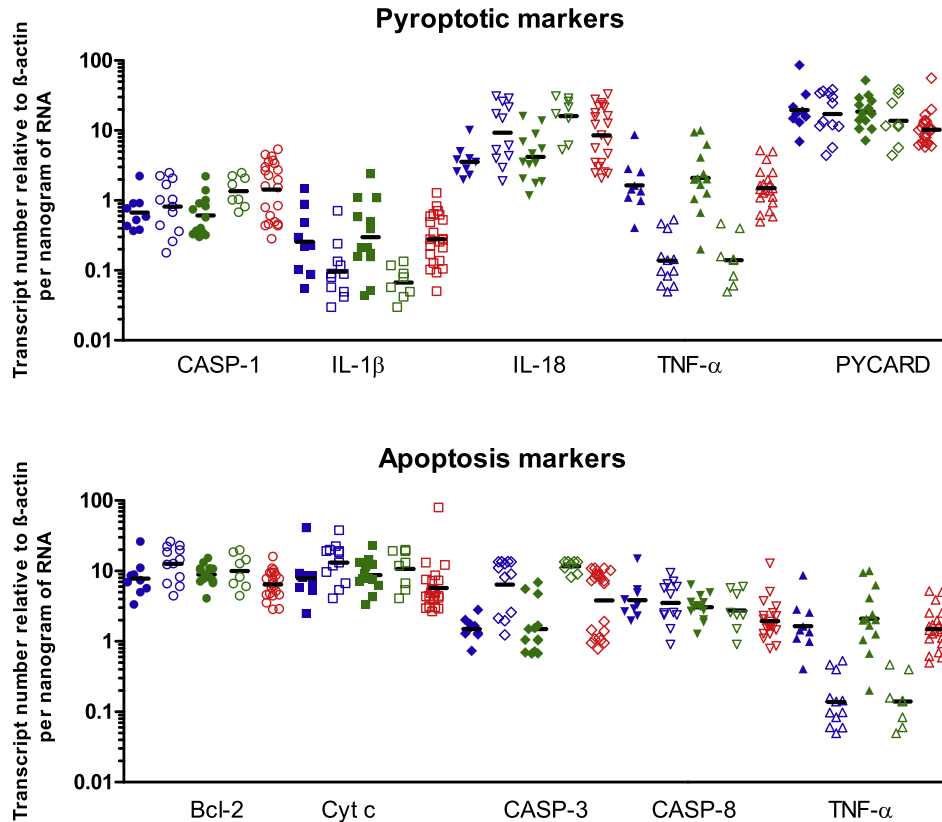 Pyroptotic markers
Transcript number relative to ß-actin
per nanogram of RNA
100
10
1
0.1
0.01
CASP-1 IL-1β IL-18 TNF-α PYCARD
Apoptosis markers
Transcript number relative to ß-actin
per nanogram of RNA
100
10
1
0.1
0.01
Bcl-2 Cyt c CASP-3 CASP-8 TNF-α